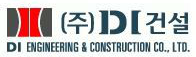 (주)DI건설
DI ENGINEERING & CONSTRUCTION CO., LTD.